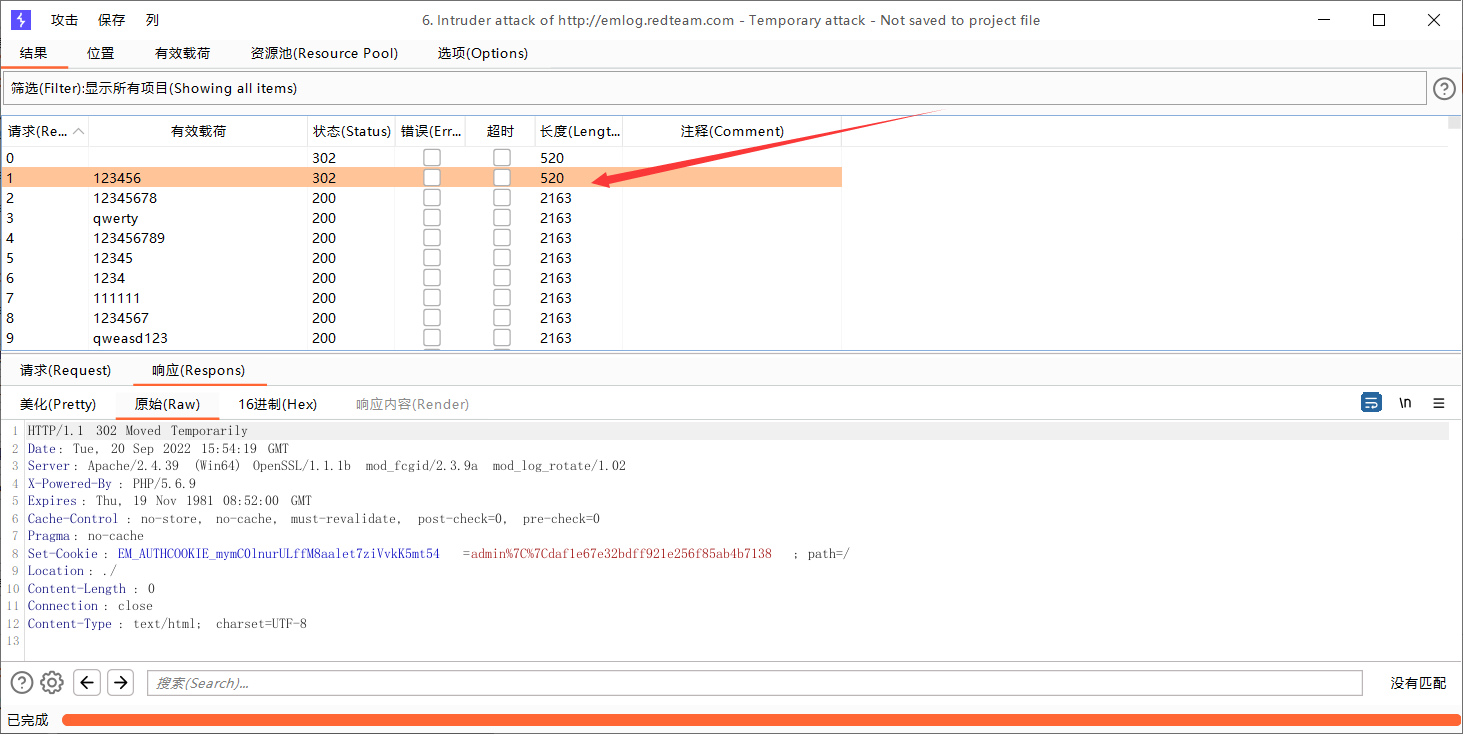 攻击 保存 列 6. Intruder attack of http://emlog.redteam.com - Temporary attack - Not saved to project file
结果 位置 有效载荷 资源池(Resource Pool) 选项(Options)
筛选(Filter):显示所有项目(Showing all items)
请求(Re... 有效载荷 状态(Status) 错误(Err... 超时 长度(Lengt... 注释(Comment)
0 302 520
1 123456 302 520
2 12345678 200 2163
3 qwerty 200 2163
4 123456789 200 2163
5 12345 200 2163
6 1234 200 2163
7 111111 200 2163
8 1234567 200 2163
9 qweasd123 200 2163
请求(Request) 响应(Respons)
美化(Pretty) 原始(Raw) 16进制(Hex) 响应内容(Render) \n
1 HTTP/1.1 302 Moved Temporarily
2 Date: Tue, 20 Sep 2022 15:54:19 GMT
3 Server: Apache/2.4.39 (Win64) OpenSSL/1.1.1b mod_fcgid/2.3.9a mod_log_rotate/1.02
4 X-Powered-By: PHP/5.6.9
5 Expires: Thu, 19 Nov 1981 08:52:00 GMT
6 Cache-Control: no-store, no-cache, must-revalidate, post-check=0, pre-check=0
7 Pragma: no-cache
8 Set-Cookie: EM_AUTHCOOKIE_mymC0lnurULffM8aalet7ziVvkK5mt54=admin%7C%7Cdaf1e67e32bdff921e256f85ab4b7138; path=/
9 Location: ./
10 Content-Length: 0
11 Connection: close
12 Content-Type: text/html; charset=UTF-8
13
搜索(Search)... 没有匹配
已完成